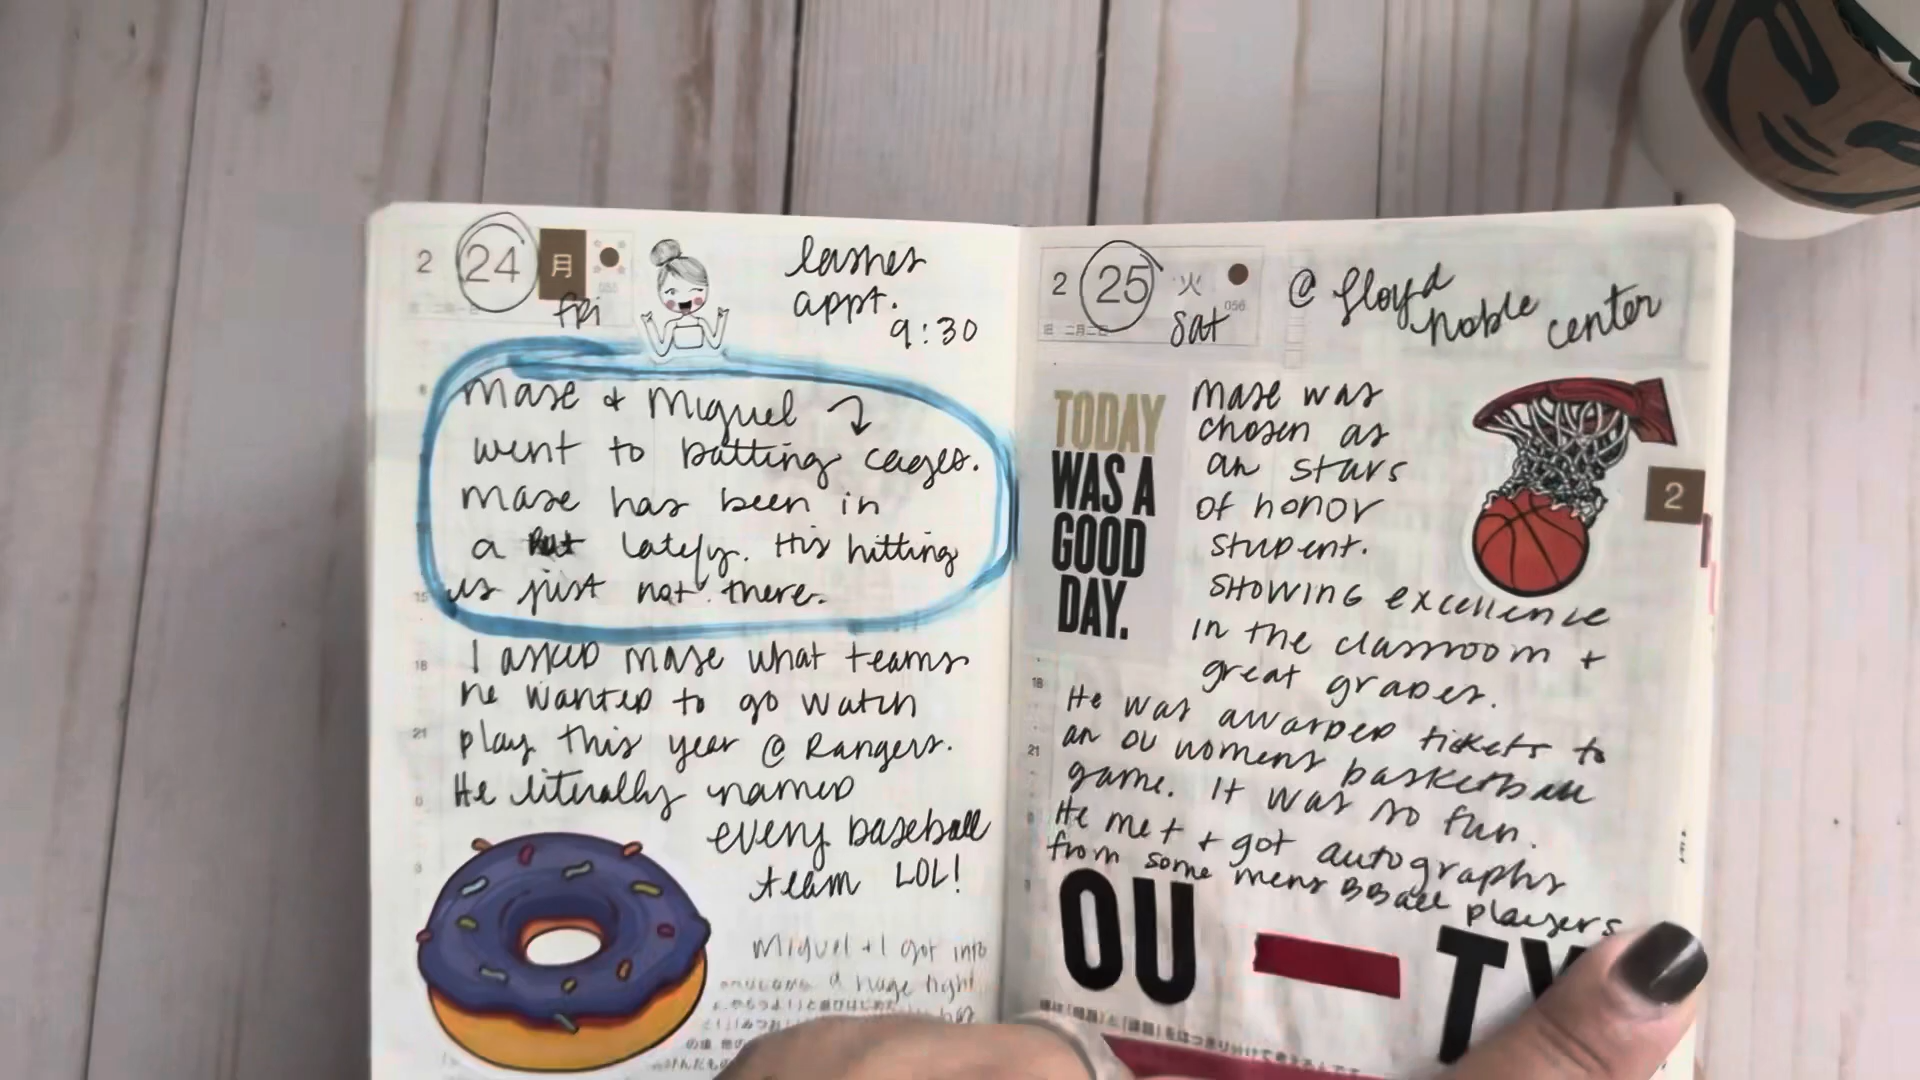 2 24 月
fri
lashes
appt.
9:30
Mase & Miguel
went to batting cages.
Mase has been in
a Rut lately. His hitting
is just not there.
I asked Mase what teams
he wanted to go watch
play this year @ Rangers.
He literally named
every baseball
team LOL!
Miguel + I got into
a huge fight
2 25 火
056
sat
@ floyd
noble center
TODAY
WAS A
GOOD
DAY.
Mase was
chosen as
an stars
of honor
student.
SHOWING excellence
in the classroom +
great grades.
He was awarded tickets to
an OU womens basketball
game. It was so fun.
He met + got autographs
from some mens BBall players
2
18
21
18
21
OU